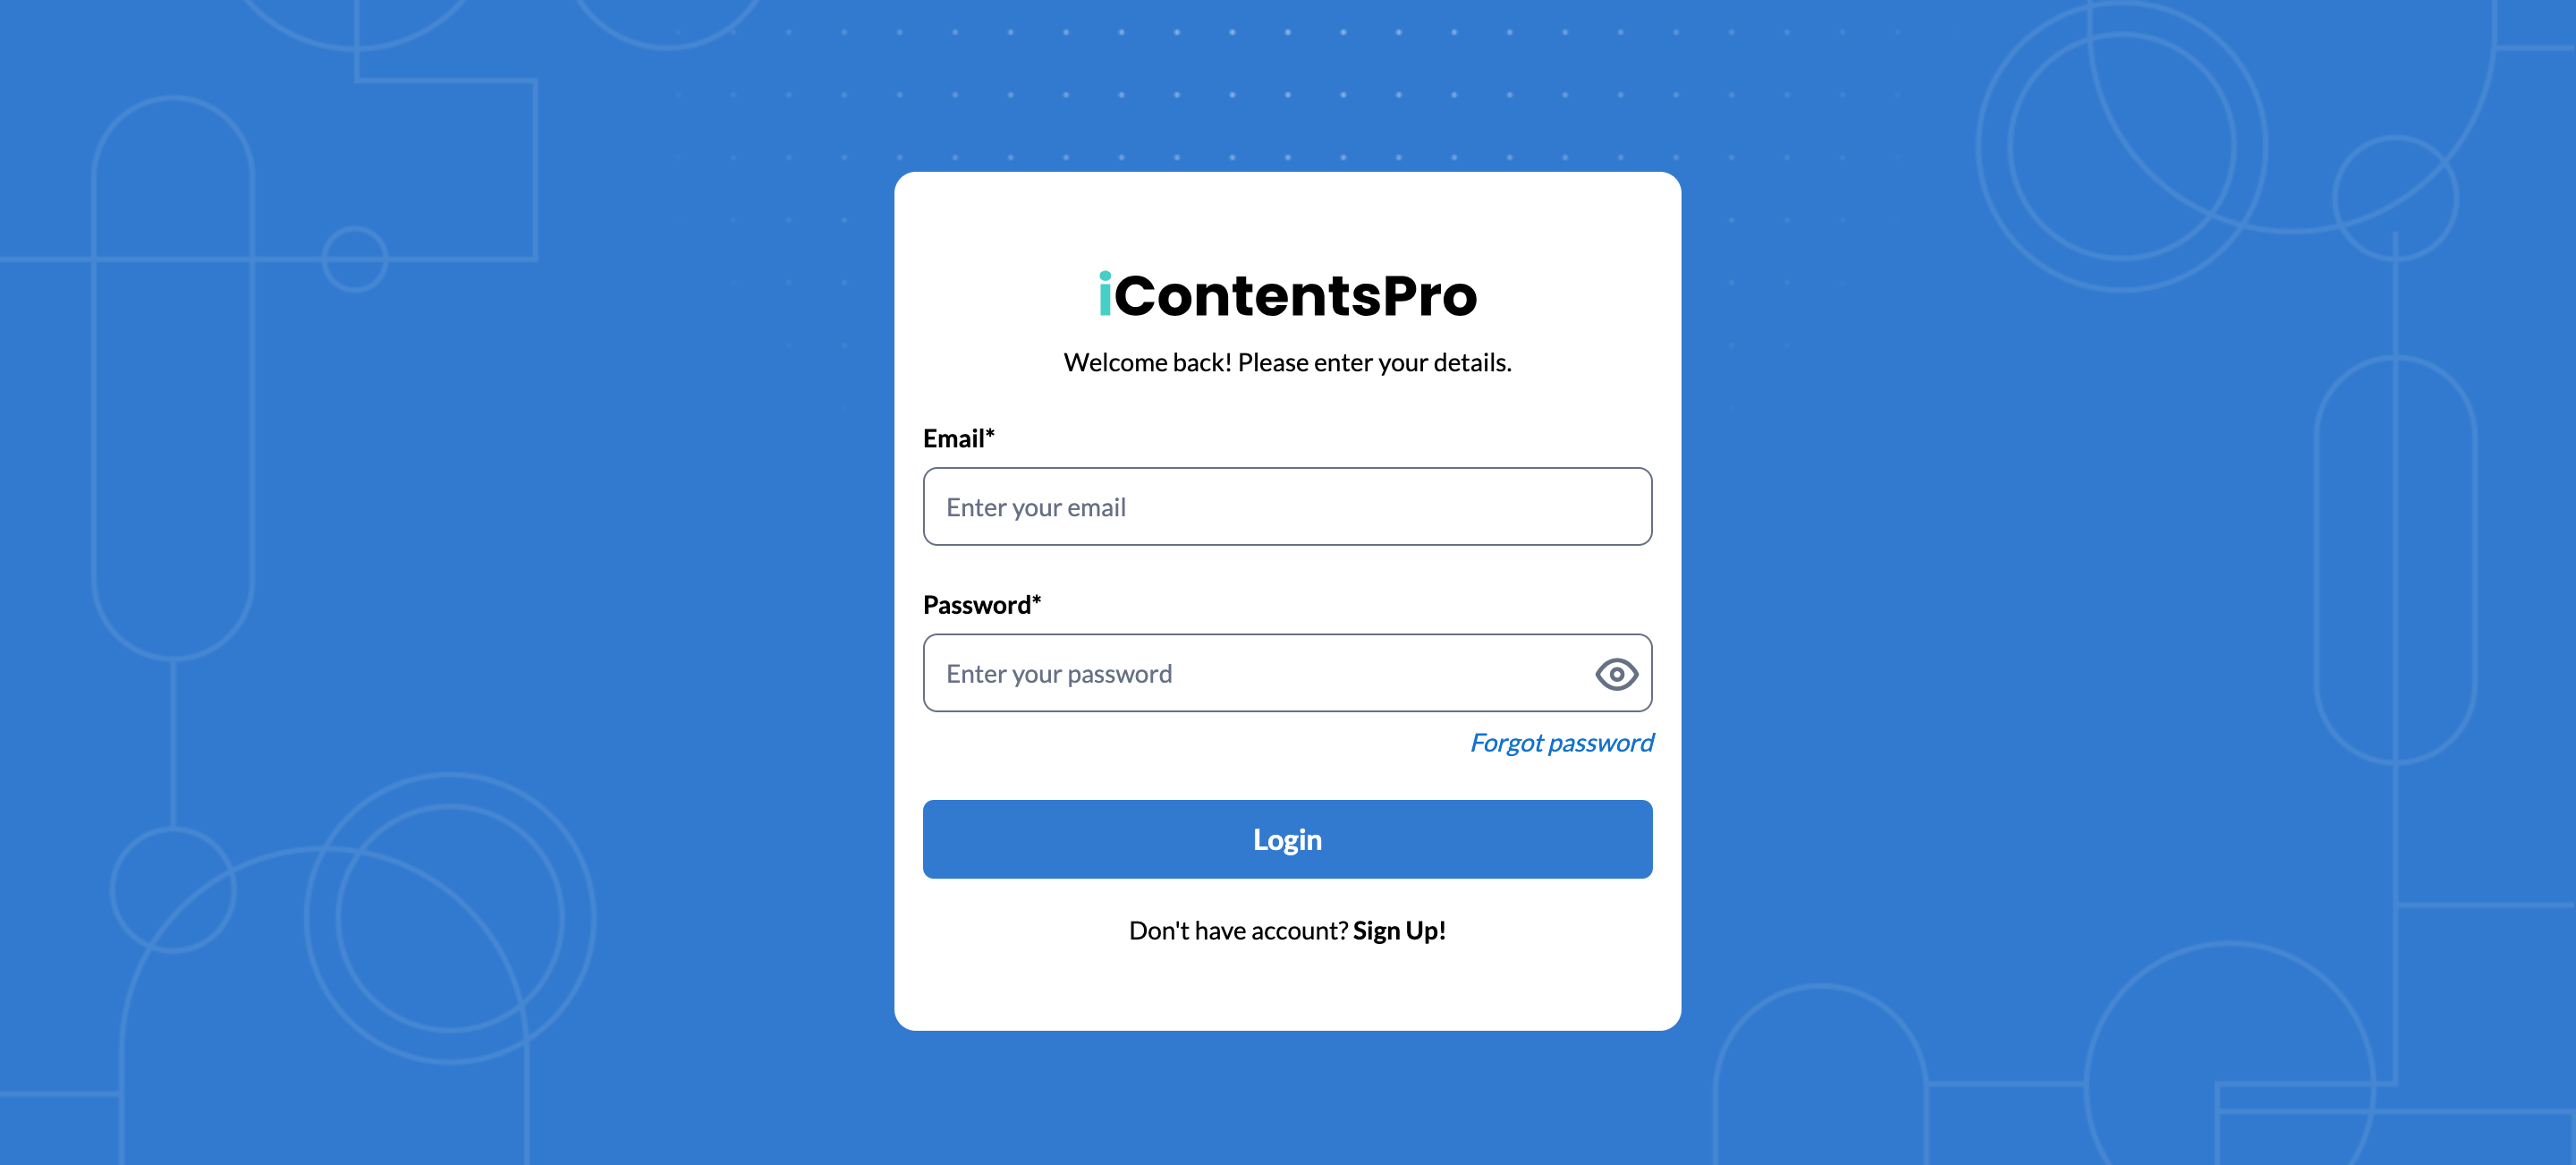 iContentsPro
Welcome back! Please enter your details.
Email*
Enter your email
Password*
Enter your password
Forgot password
Login
Don't have account? Sign Up!